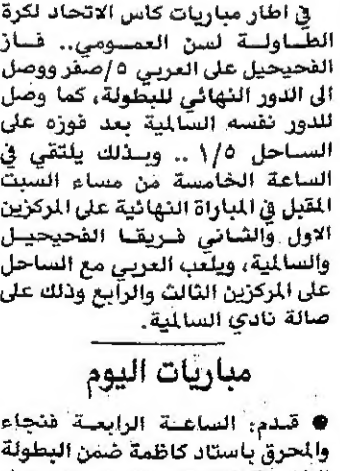 في اطار مباريات كاس الاتحاد لكرة
الطاولة لسن العمومي.. فاز
الفحيحيل على العربي ٥/صفر ووصل
الى الدور النهائي للبطولة، كما وصل
للدور نفسه السالمية بعد فوزه على
الساحل ١/٥ .. وبذلك يلتقي في
الساعة الخامسة من مساء السبت
المقبل في المباراة النهائية على المركزين
الاول والثاني فريقا الفحيحيل
والسالمية، ويلعب العربي مع الساحل
على المركزين الثالث والرابع وذلك على
صالة نادي السالمية.
مباريات اليوم
● قدم: الساعة الرابعة فنجاء
والمحرق باستاد كاظمة ضمن البطولة